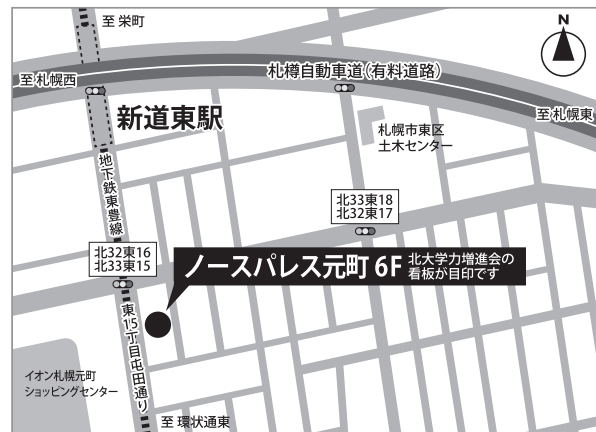 至 栄町
N
至 札幌西
札樽自動車道(有料道路)
至 札幌東
新道東駅
札幌市東区
土木センター
地下鉄東豊線
北33東18
北32東17
北32東16
北33東15
ノースパレス元町 6F
北大学力増進会の
看板が目印です
東15丁目屯田通り
イオン札幌元町
ショッピングセンター
至 環状通東